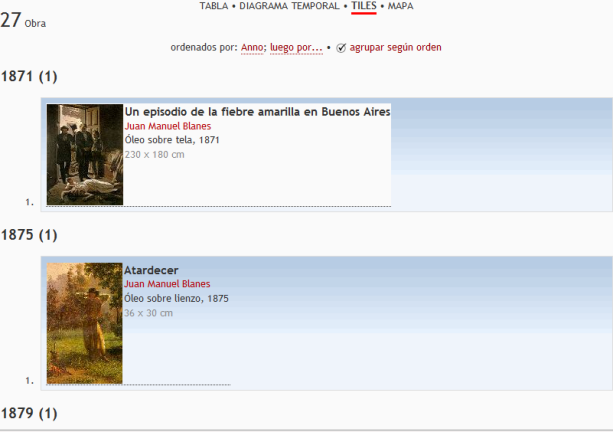 TABLA • DIAGRAMA TEMPORAL • TILES • MAPA
27 Obra
ordenados por: Anno; luego por... • agrupar según orden
1871 (1)
Un episodio de la fiebre amarilla en Buenos Aires
Juan Manuel Blanes
Óleo sobre tela, 1871
230 x 180 cm
1.
1875 (1)
Atardecer
Juan Manuel Blanes
Óleo sobre lienzo, 1875
36 x 30 cm
1.
1879 (1)